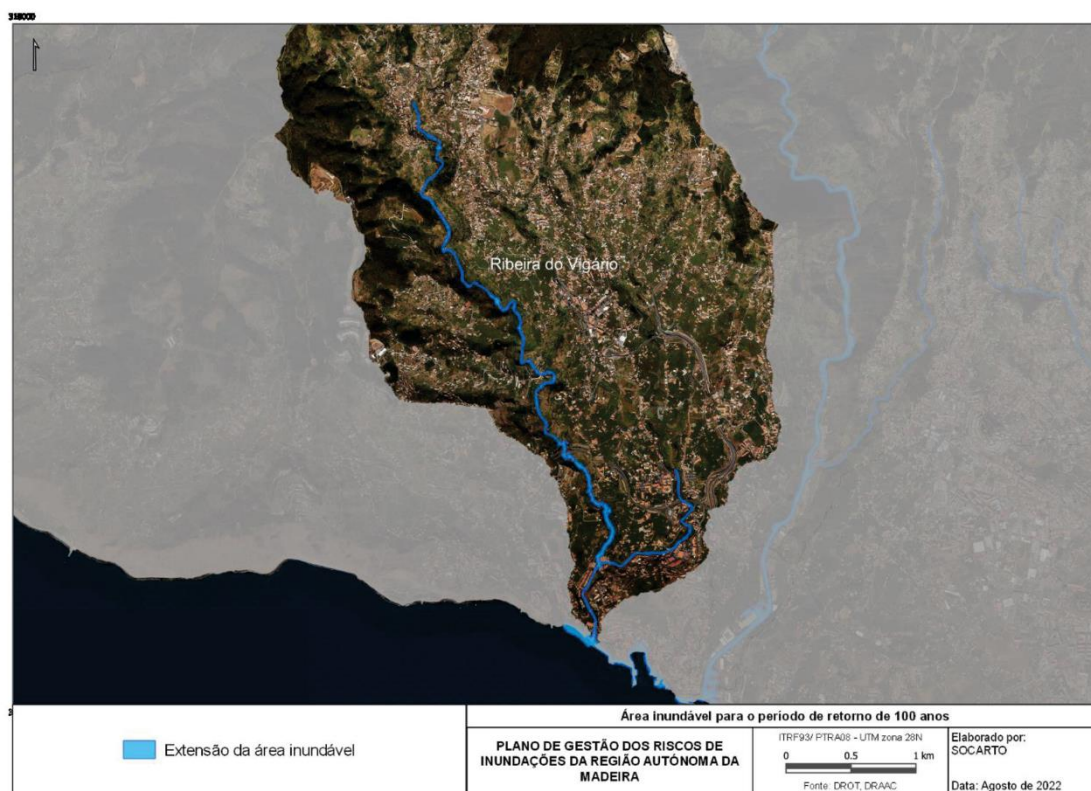 Ribeira do Vigário
Extensão da área inundável
Área inundável para o período de retorno de 100 anos
PLANO DE GESTÃO DOS RISCOS DE
INUNDAÇÕES DA REGIÃO AUTÓNOMA DA
MADEIRA
ITRF93/ PTRA08 - UTM zona 28N
0 0.5 1 km
Fonte: DROT, DRAAC
Elaborado por:
SOCARTO
Data: Agosto de 2022